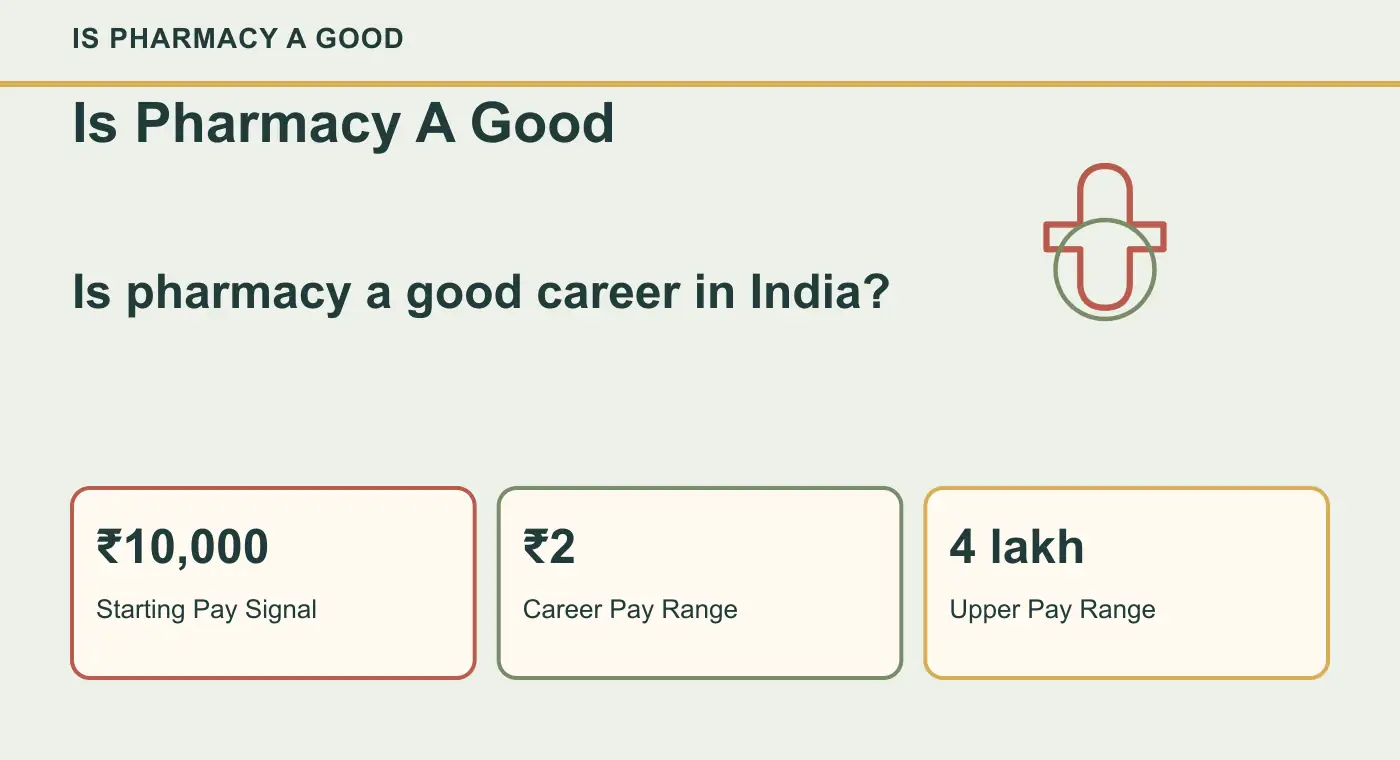 IS PHARMACY A GOOD
Is Pharmacy A Good
Is pharmacy a good career in India?
₹10,000
Starting Pay Signal
₹2
Career Pay Range
4 lakh
Upper Pay Range